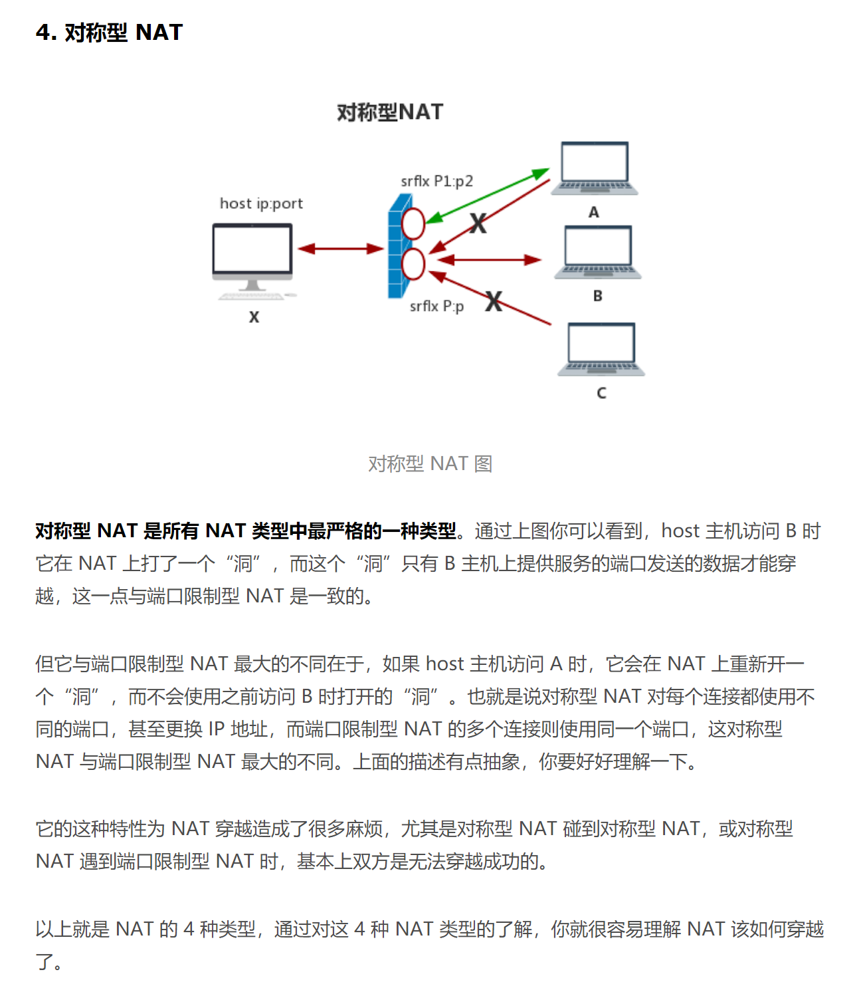 4. 对称型 NAT
对称型NAT
srflx P1:p2
host ip:port
X
A
X
B
srflx P:p
X
X
C
对称型 NAT 图
对称型 NAT 是所有 NAT 类型中最严格的一种类型。通过上图你可以看到，host 主机访问 B 时
它在 NAT 上打了一个“洞”，而这个“洞”只有 B 主机上提供服务的端口发送的数据才能穿
越，这一点与端口限制型 NAT 是一致的。
但它与端口限制型 NAT 最大的不同在于，如果 host 主机访问 A 时，它会在 NAT 上重新开一
个“洞”，而不会使用之前访问 B 时打开的“洞”。也就是说对称型 NAT 对每个连接都使用不
同的端口，甚至更换 IP 地址，而端口限制型 NAT 的多个连接则使用同一个端口，这对称型
NAT 与端口限制型 NAT 最大的不同。上面的描述有点抽象，你要好好理解一下。
它的这种特性为 NAT 穿越造成了很多麻烦，尤其是对称型 NAT 碰到对称型 NAT，或对称型
NAT 遇到端口限制型 NAT 时，基本上双方是无法穿越成功的。
以上就是 NAT 的 4 种类型，通过对这 4 种 NAT 类型的了解，你就很容易理解 NAT 该如何穿越
了。